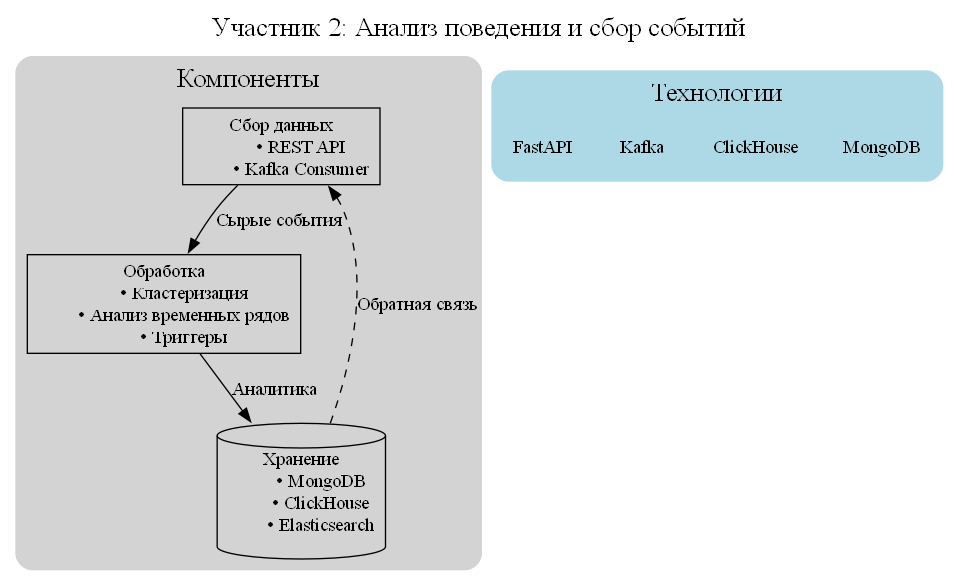 Участник 2: Анализ поведения и сбор событий
Компоненты
Сбор данных
• REST API
• Kafka Consumer
Сырые события
Обработка
• Кластеризация
• Анализ временных рядов
• Триггеры
Обратная связь
Аналитика
Хранение
• MongoDB
• ClickHouse
• Elasticsearch
Технологии
FastAPI Kafka ClickHouse MongoDB